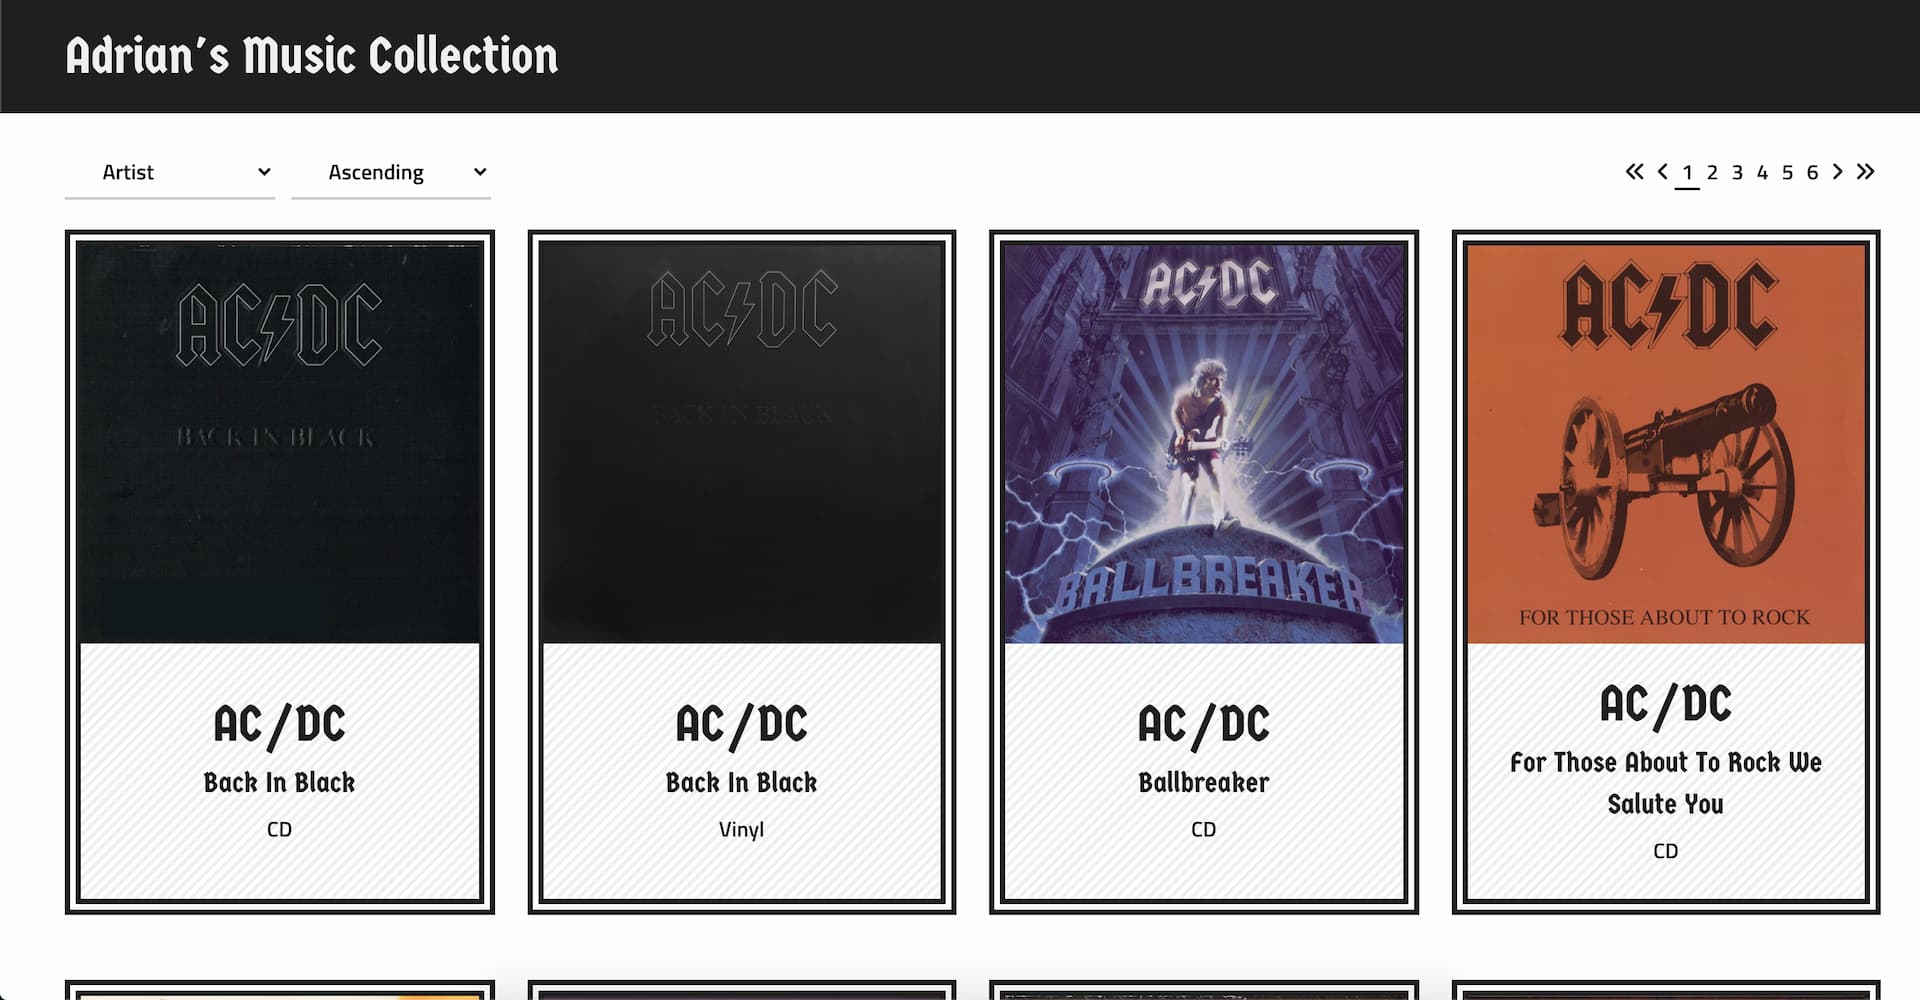 Adrian's Music Collection
Artist
Ascending
1 2 3 4 5 6
AC DC
BACK IN BLACK
AC/DC
Back In Black
CD
AC DC
BACK IN BLACK
AC/DC
Back In Black
Vinyl
AC DC
BALLBREAKER
AC/DC
Ballbreaker
CD
AC DC
FOR THOSE ABOUT TO ROCK
AC/DC
For Those About To Rock We
Salute You
CD